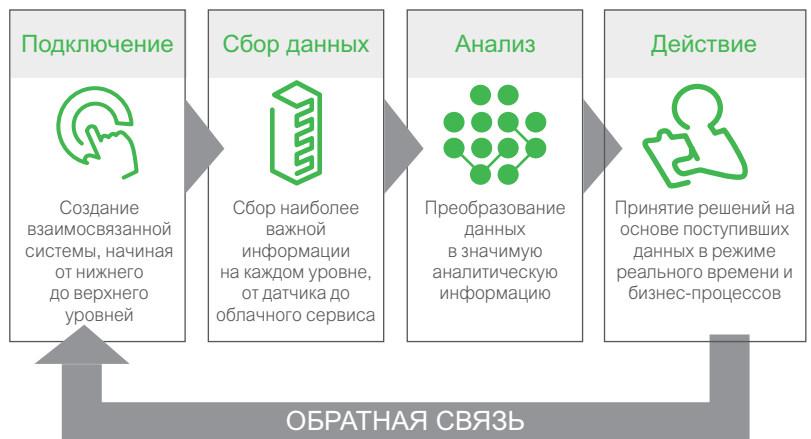 Подключение
Создание
взаимосвязанной
системы, начиная
от нижнего
до верхнего
уровней
Сбор данных
Сбор наиболее
важной
информации
на каждом уровне,
от датчика до
облачного сервиса
Анализ
Преобразование
данных
в значимую
аналитическую
информацию
Действие
Принятие решений на
основе поступивших
данных в режиме
реального времени и
бизнес-процессов
ОБРАТНАЯ СВЯЗЬ